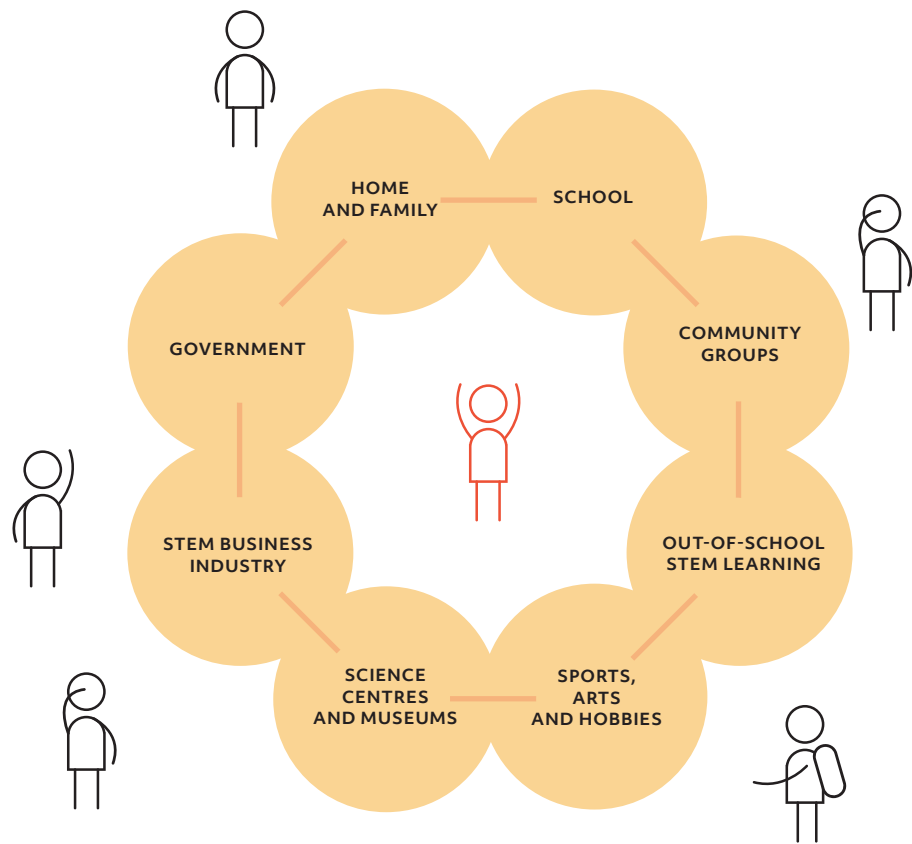 HOME
AND FAMILY
SCHOOL
COMMUNITY
GROUPS
GOVERNMENT
OUT-OF-SCHOOL
STEM LEARNING
STEM BUSINESS
INDUSTRY
SCIENCE
CENTRES
AND MUSEUMS
SPORTS,
ARTS
AND HOBBIES